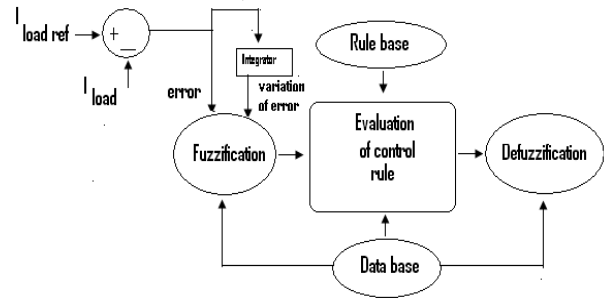 I load ref
+
−
I load
error
Integrator
variation
of error
Rule base
Fuzzification
Evaluation
of control
rule
Defuzzification
Data base